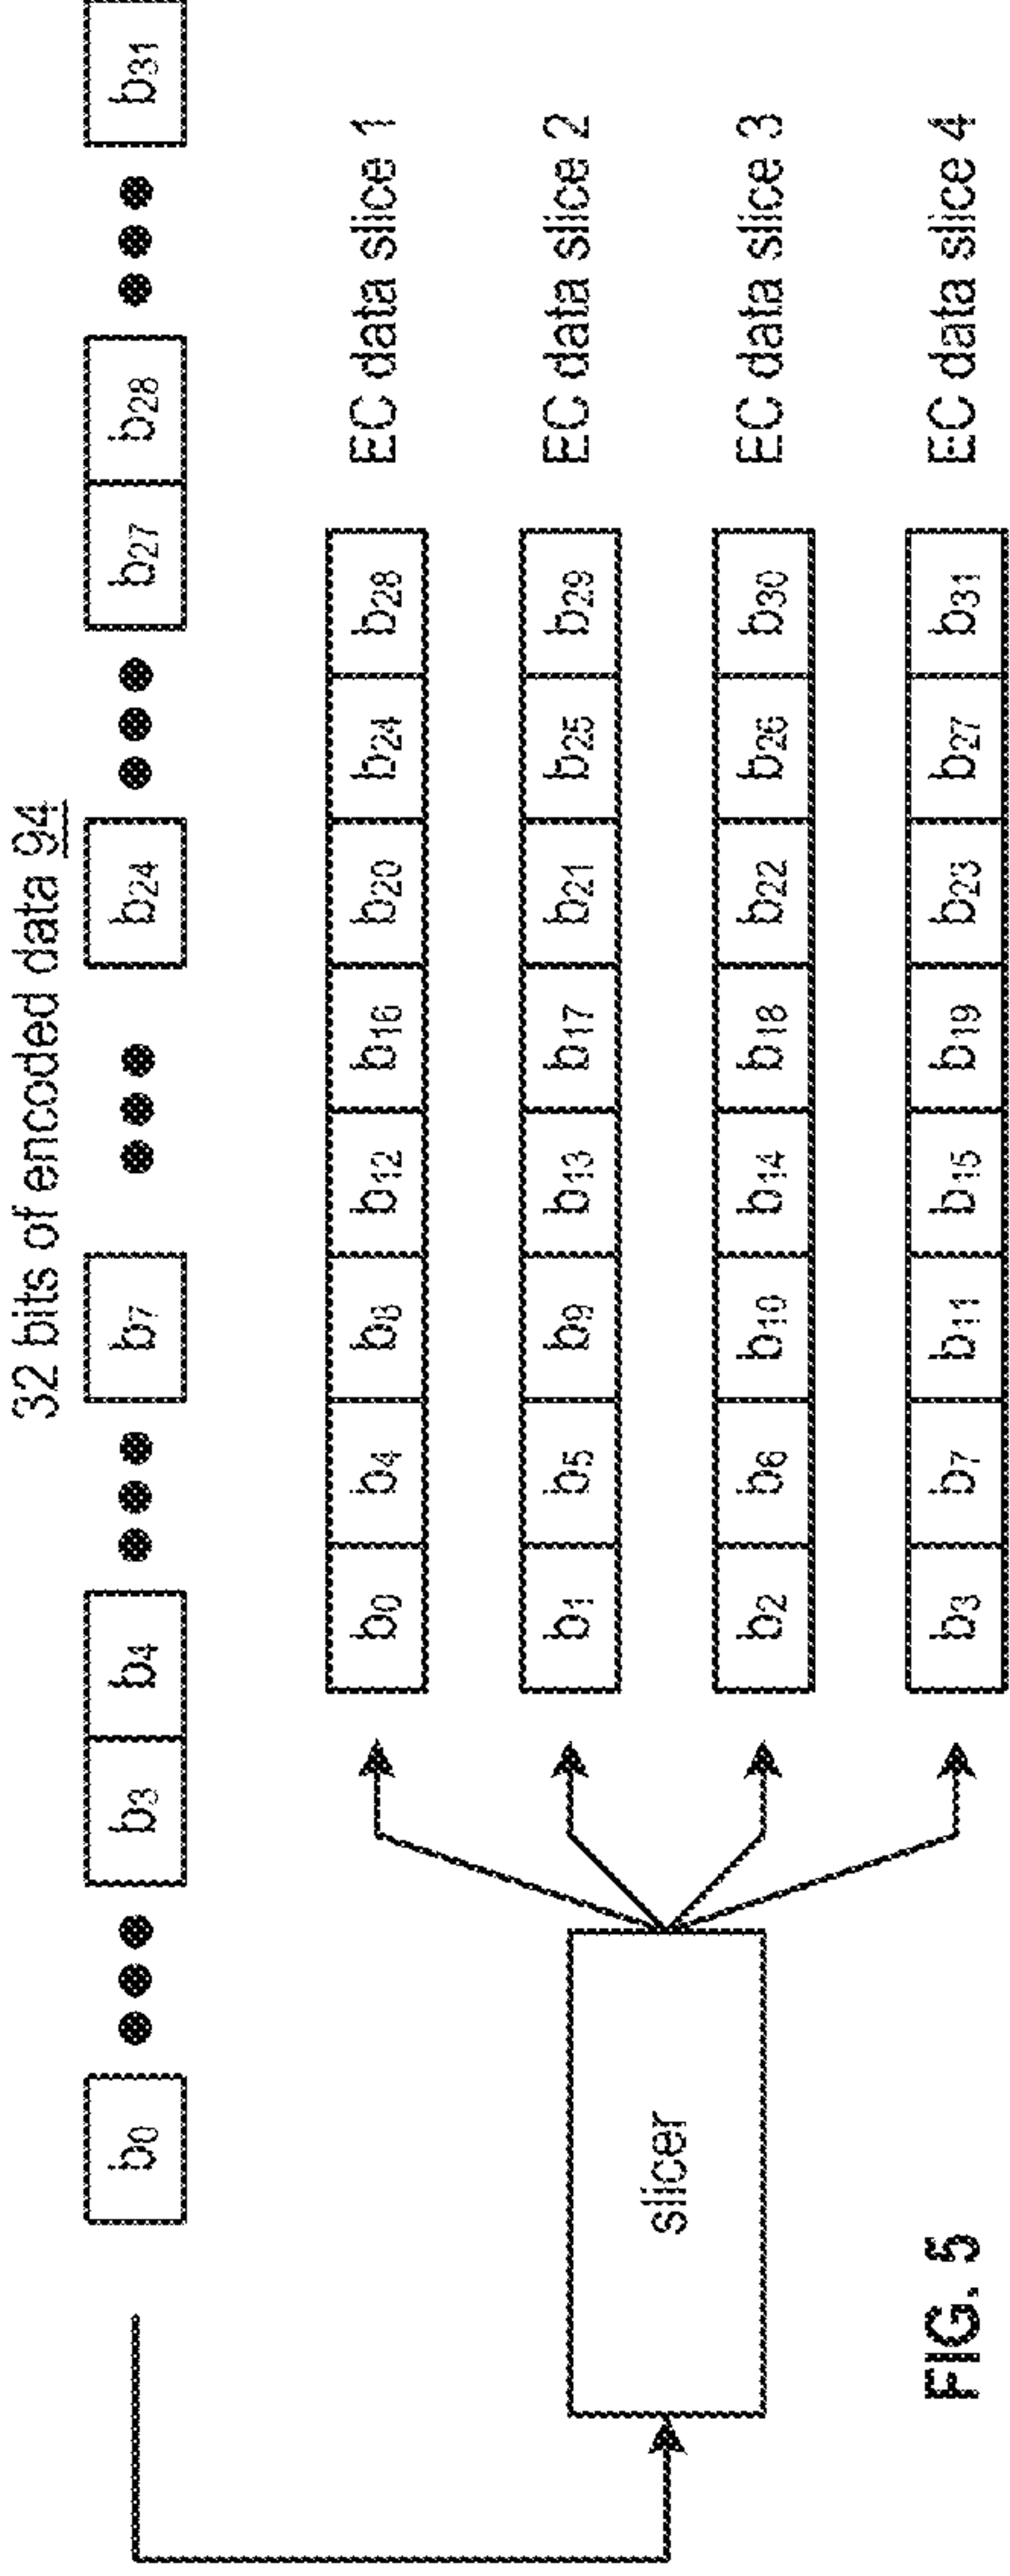 32 bits of encoded data 94
b0 b3 b4 b7 b24 b27 b28 b31
b0 b4 b8 b12 b16 b20 b24 b28 EC data slice 1
b1 b5 b9 b13 b17 b21 b25 b29 EC data slice 2
slicer
b2 b6 b10 b14 b18 b22 b26 b30 EC data slice 3
b3 b7 b11 b15 b19 b23 b27 b31 EC data slice 4
FIG. 5